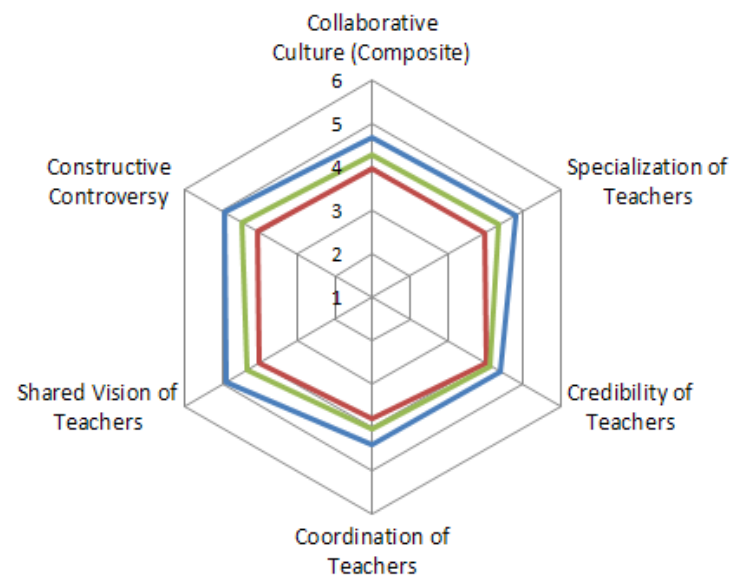 Collaborative
Culture (Composite)
6
5
4
3
2
1
Constructive
Controversy
Specialization of
Teachers
Shared Vision of
Teachers
Credibility of
Teachers
Coordination of
Teachers